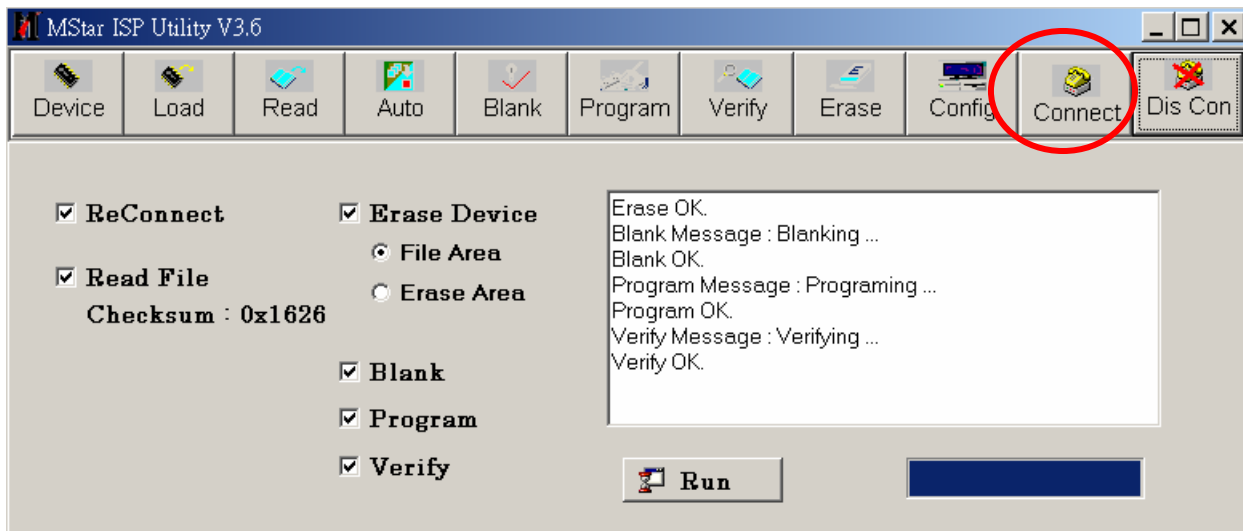 MStar ISP Utility V3.6
Device Load Read Auto Blank Program Verify Erase Config Connect Dis Con
ReConnect
Read File
Checksum : 0x1626
Erase Device
File Area
Erase Area
Blank
Program
Verify
Erase OK.
Blank Message : Blanking ...
Blank OK.
Program Message : Programing ...
Program OK.
Verify Message : Verifying ...
Verify OK.
Run